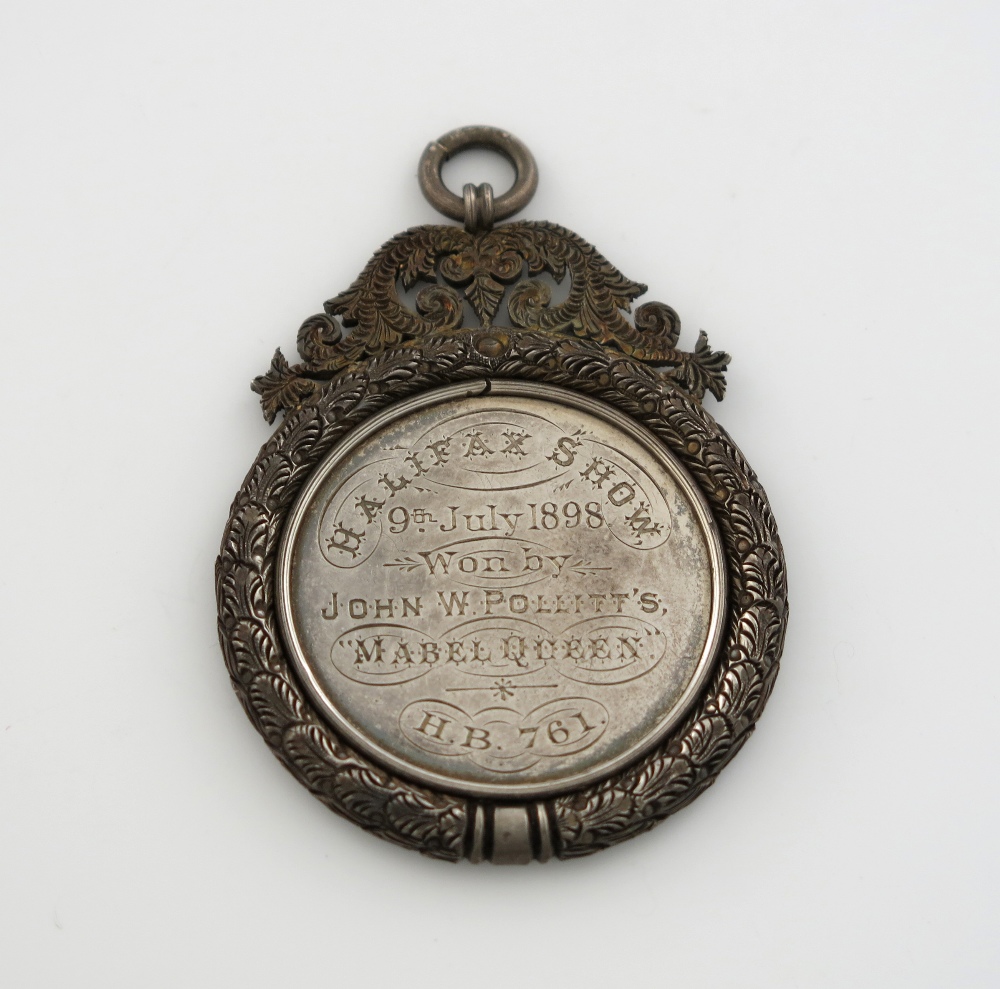 HALIFAX SHOW,
9th July 1898
Won by
JOHN W. POLLITT'S,
"MABEL QUEEN."
H.B. 761.